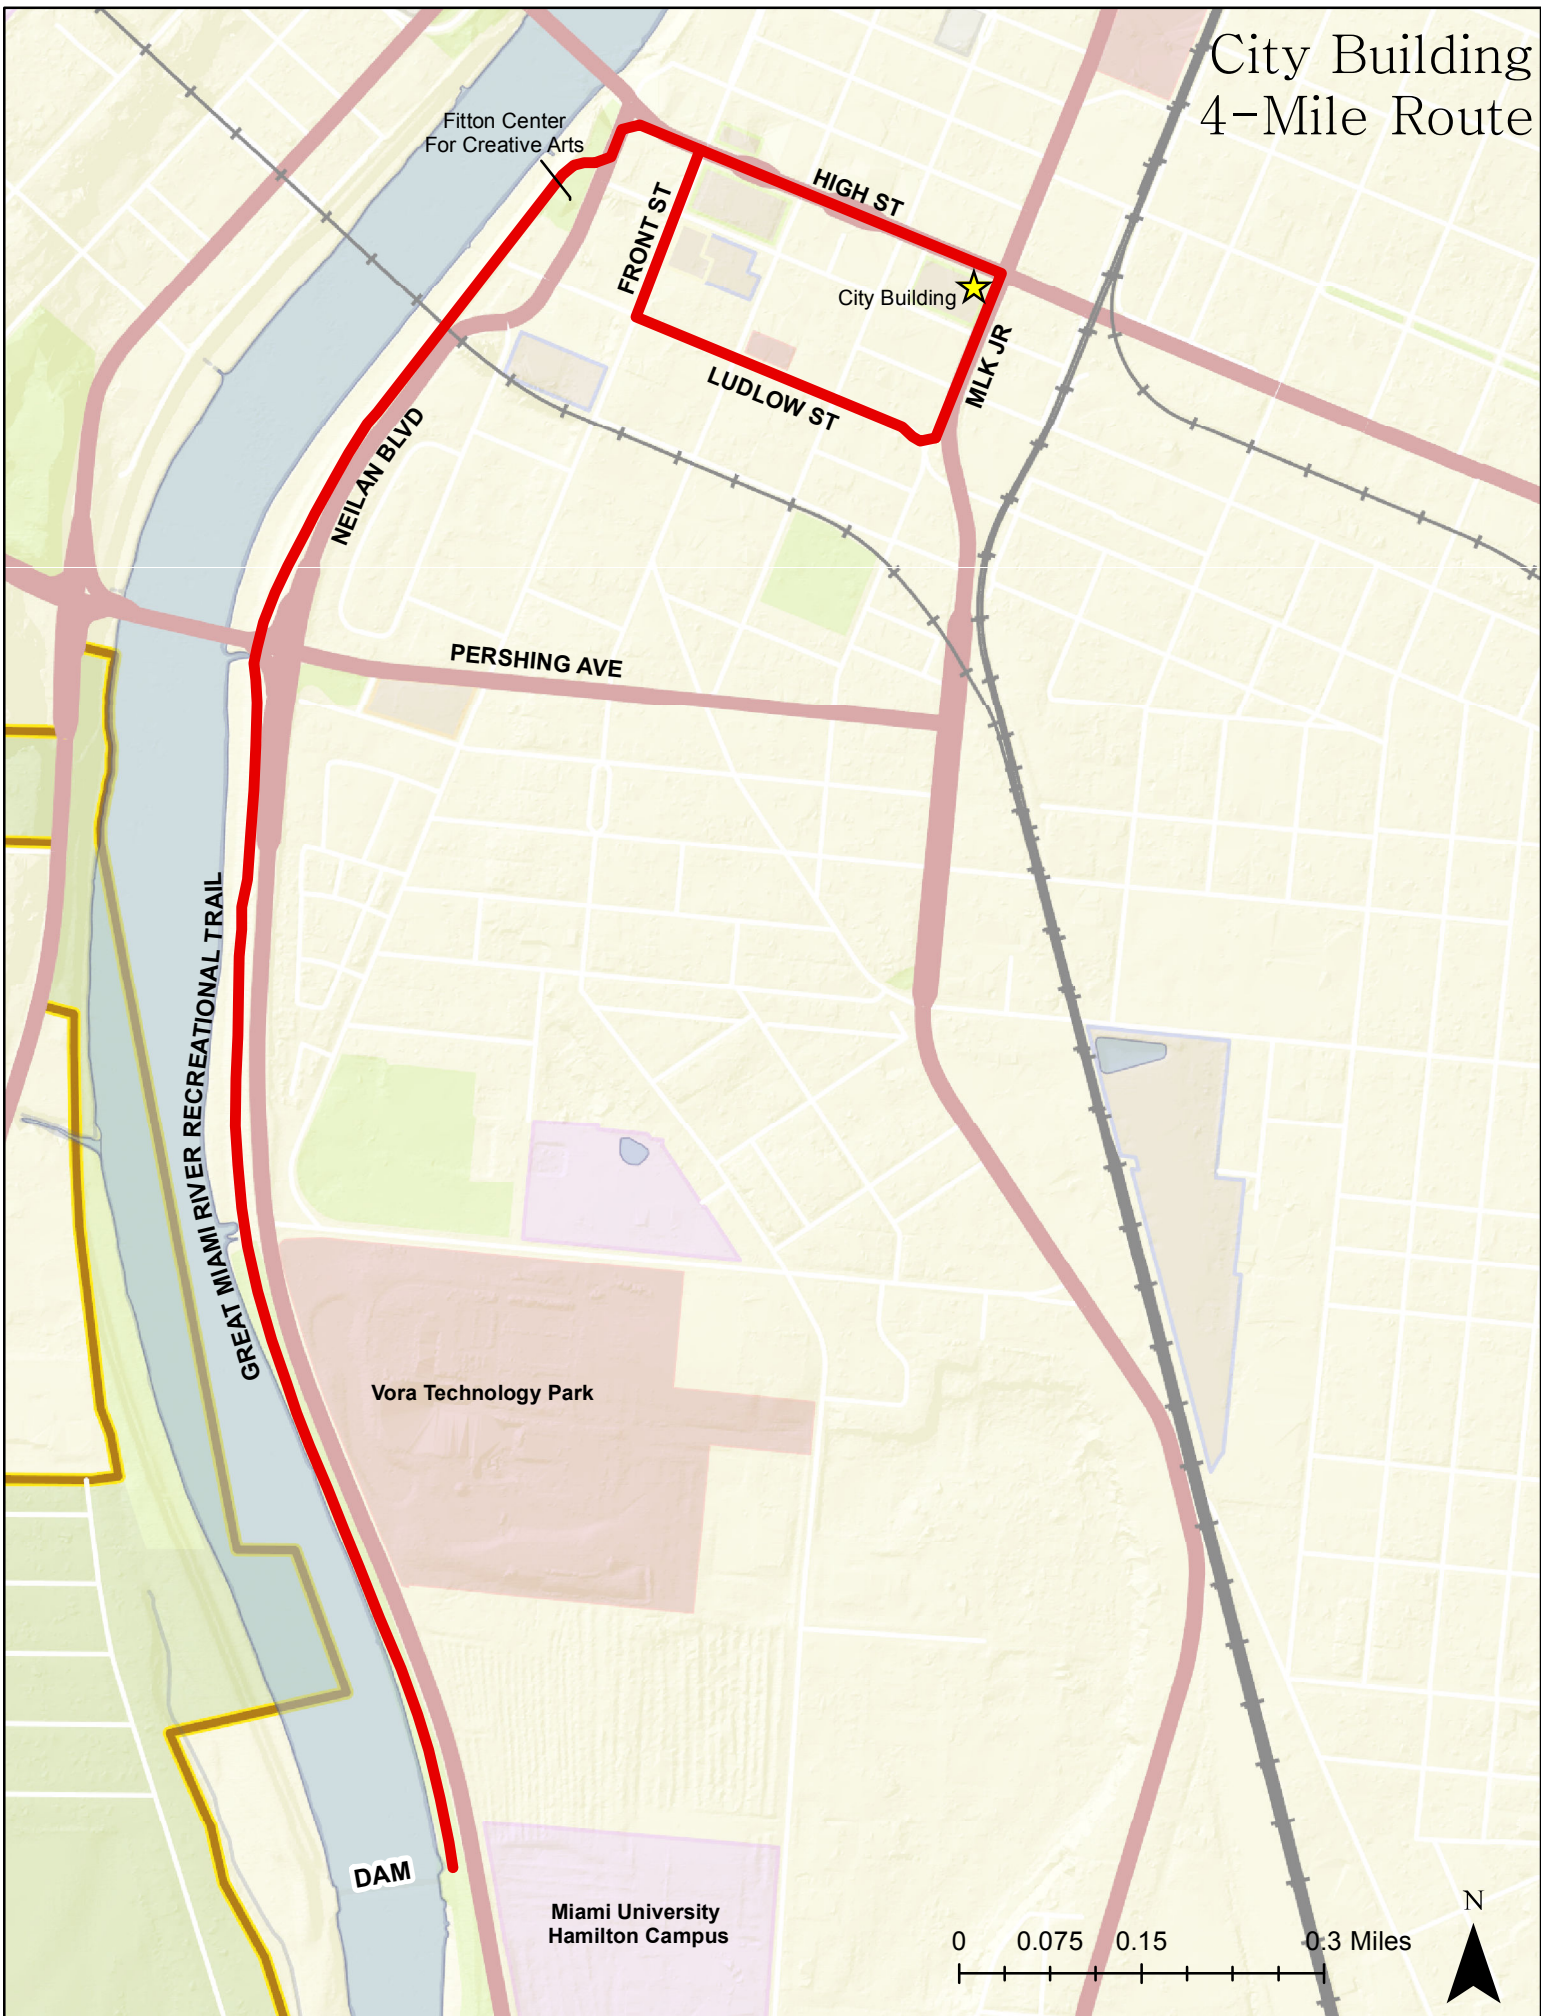 City Building
4-Mile Route
Fitton Center
For Creative Arts
HIGH ST
FRONT ST
City Building
MLK JR
LUDLOW ST
NEILAN BLVD
PERSHING AVE
GREAT MIAMI RIVER RECREATIONAL TRAIL
Vora Technology Park
DAM
Miami University
Hamilton Campus
N
0 0.075 0.15 0.3 Miles